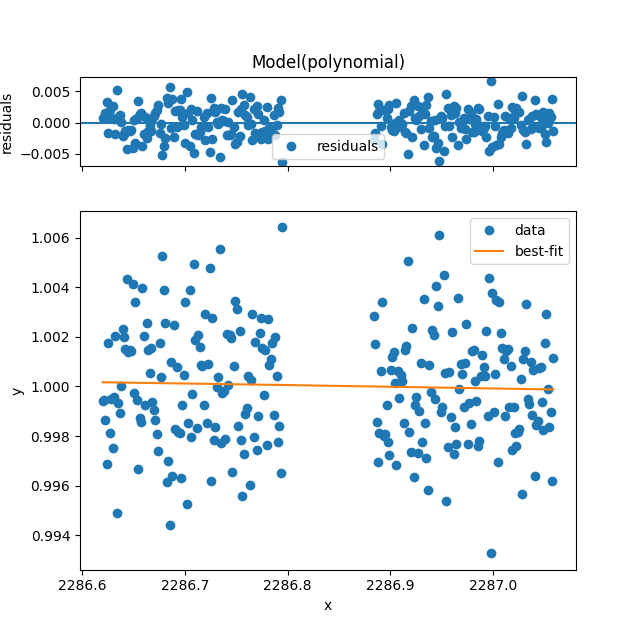 Model(polynomial)
residuals
0.005
0.000
−0.005
residuals
y
1.006
1.004
1.002
1.000
0.998
0.996
0.994
data
best-fit
2286.6 2286.7 2286.8 2286.9 2287.0
x